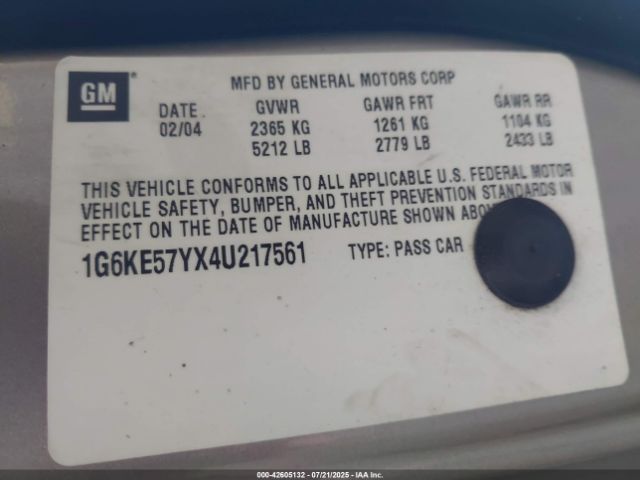 GM®
MFD BY GENERAL MOTORS CORP
DATE GVWR GAWR FRT GAWR RR
02/04 2365 KG 1261 KG 1104 KG
5212 LB 2779 LB 2433 LB
THIS VEHICLE CONFORMS TO ALL APPLICABLE U.S. FEDERAL MOTOR
VEHICLE SAFETY, BUMPER, AND THEFT PREVENTION STANDARDS IN
EFFECT ON THE DATE OF MANUFACTURE SHOWN
1G6KE57YX4U217561 TYPE: PASS CAR
000-42605132 - 07/21/2025 - IAA Inc.